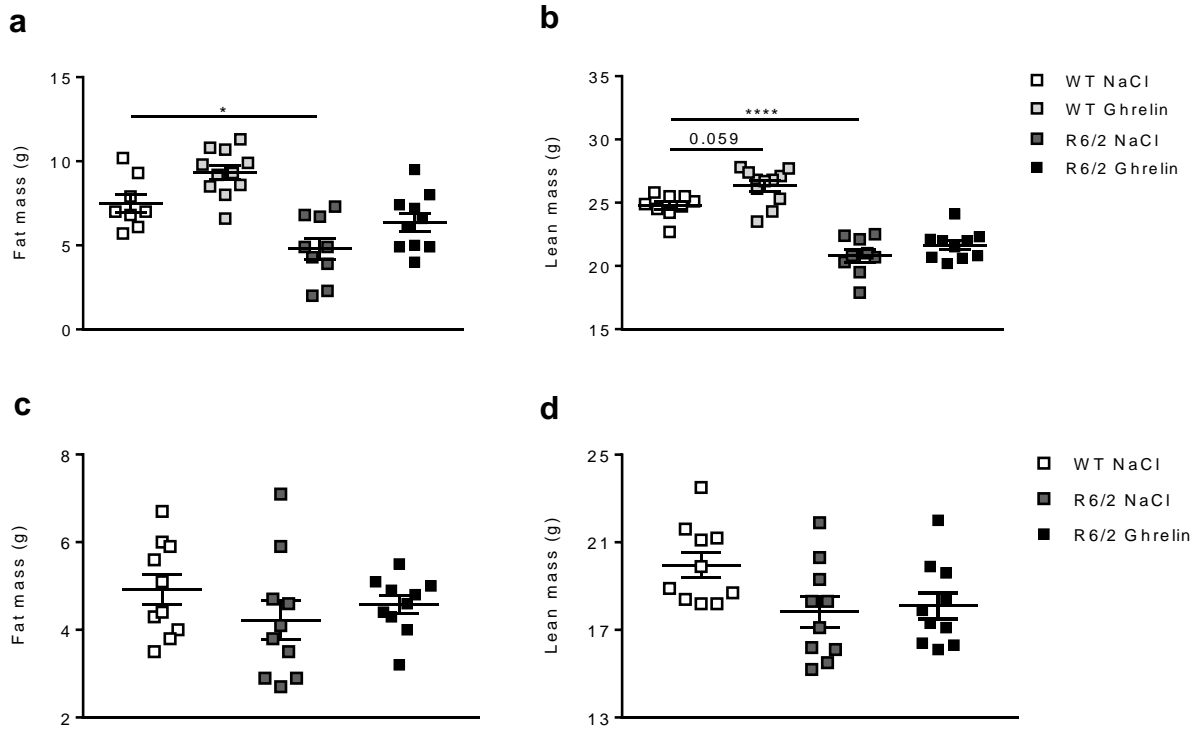 a
Fat mass (g)
15
10
5
0
*
b
Lean mass (g)
35
30
25
20
15
****
0.059
WT NaCl
WT Ghrelin
R6/2 NaCl
R6/2 Ghrelin
c
Fat mass (g)
8
6
4
2
d
Lean mass (g)
25
21
17
13
WT NaCl
R6/2 NaCl
R6/2 Ghrelin